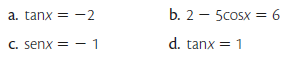 a. tanx = −2
b. 2 − 5cosx = 6
c. senx = − 1
d. tanx = 1